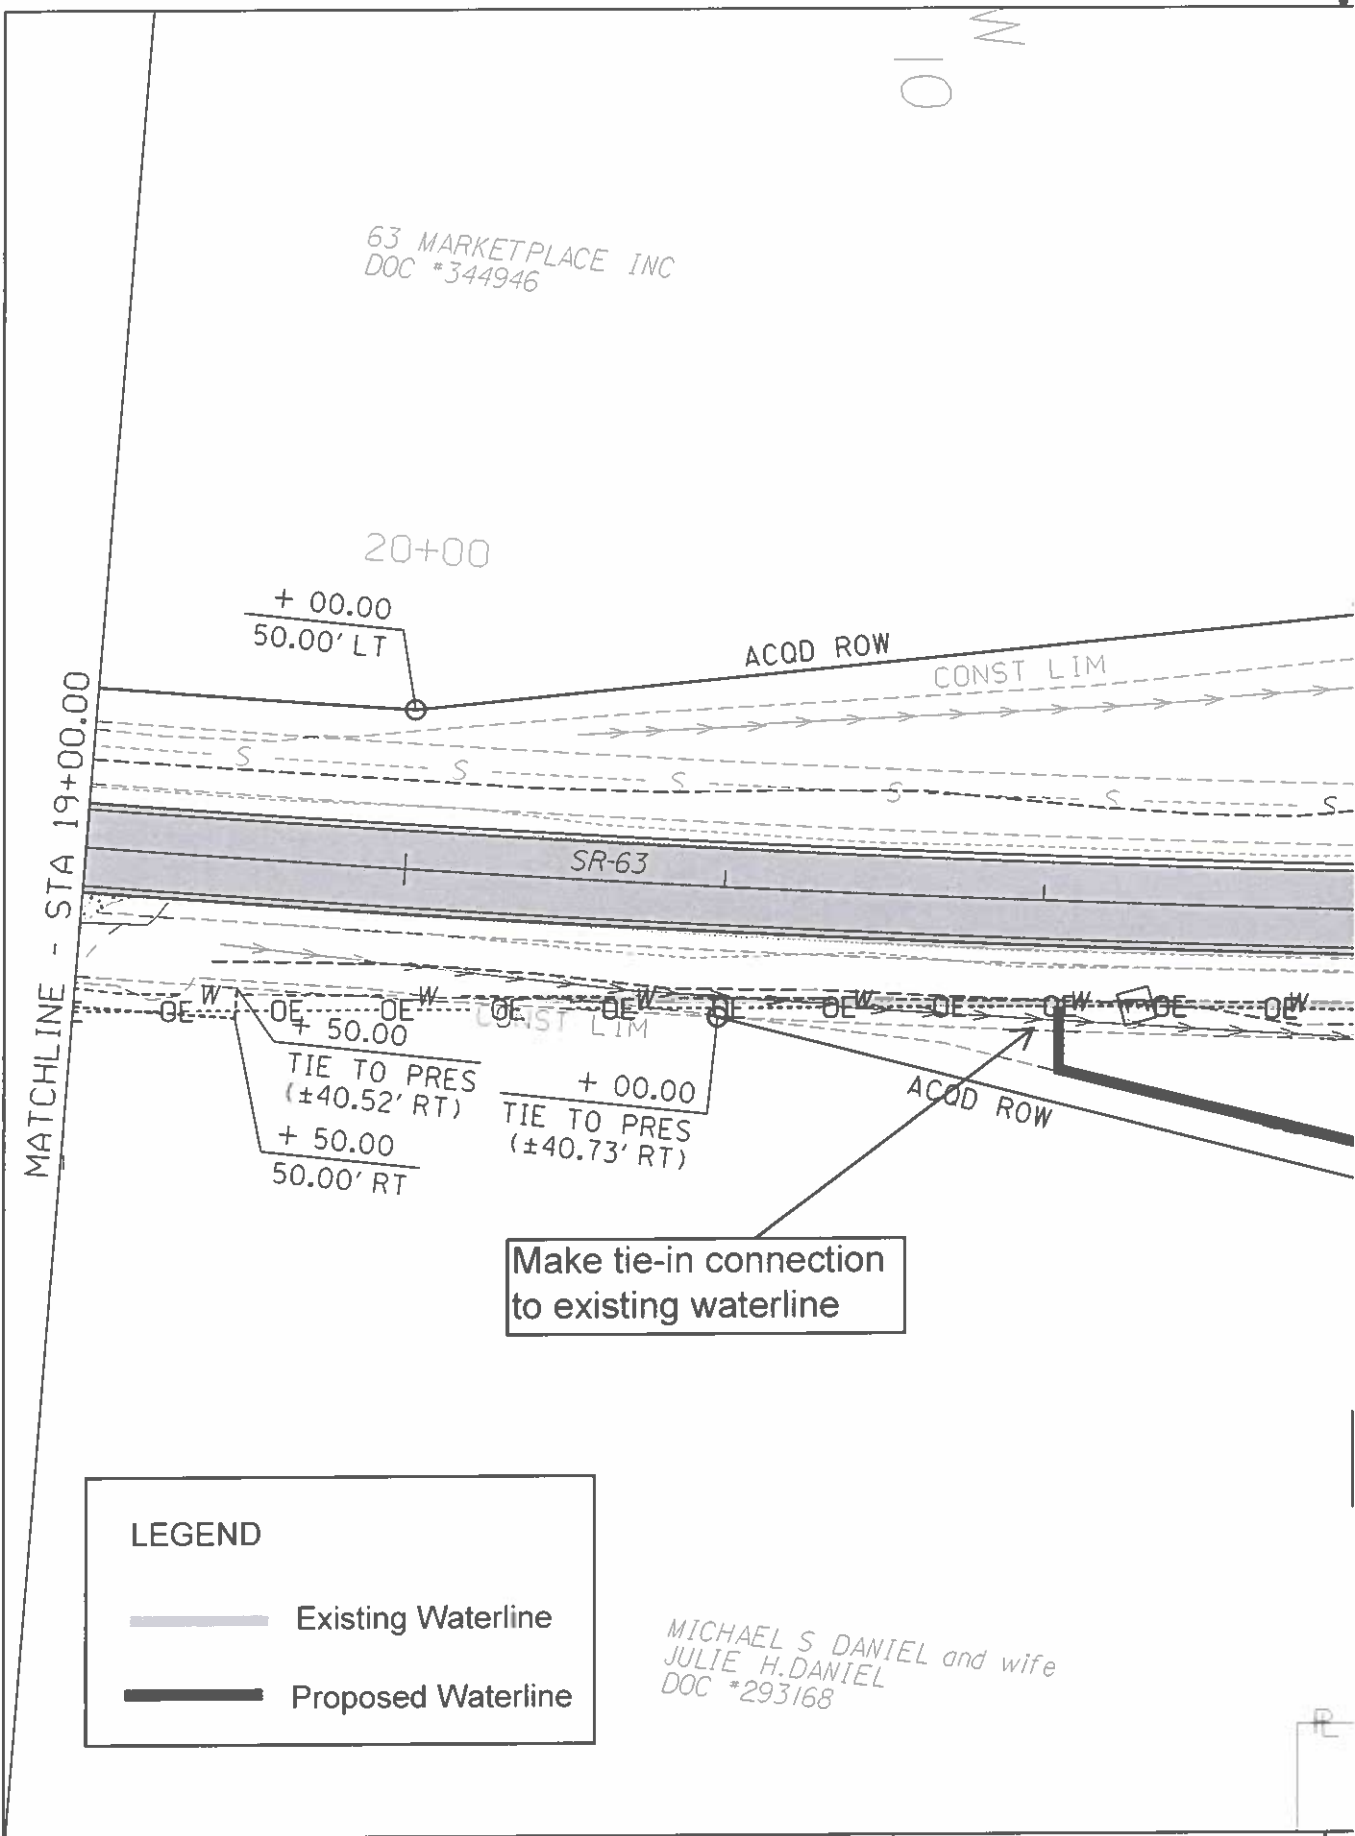 63 MARKETPLACE INC
DOC #344946
20+00
+ 00.00
50.00' LT
ACQD ROW
CONST LIM
S S S S S S
MATCHLINE - STA 19+00.00
SR-63
OE W OE OE W OE OE W OE OE W OE OE W OE OE W
CONST LIM
+ 50.00
TIE TO PRES
(±40.52' RT)
+ 00.00
TIE TO PRES
(±40.73' RT)
+ 50.00
50.00' RT
ACQD ROW
Make tie-in connection
to existing waterline
LEGEND
Existing Waterline
Proposed Waterline
MICHAEL S DANIEL and wife
JULIE H. DANIEL
DOC #293168
PL